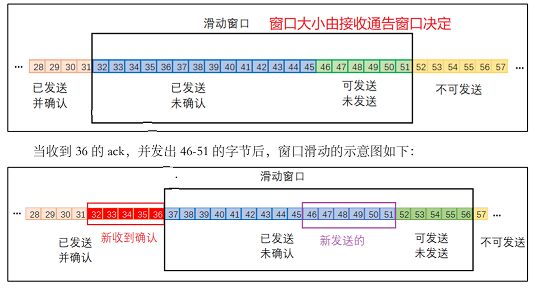 滑动窗口 窗口大小由接收通告窗口决定
... 28 29 30 31 32 33 34 35 36 37 38 39 40 41 42 43 44 45 46 47 48 49 50 51 52 53 54 55 56 57 ...
已发送 已发送 可发送 不可发送
并确认 未确认 未发送
当收到 36 的 ack，并发出 46-51 的字节后，窗口滑动的示意图如下：
滑动窗口
... 28 29 30 31 32 33 34 35 36 37 38 39 40 41 42 43 44 45 46 47 48 49 50 51 52 53 54 55 56 57 ...
已发送 新收到确认 已发送 新发送的 可发送 不可发送
并确认 未确认 未发送